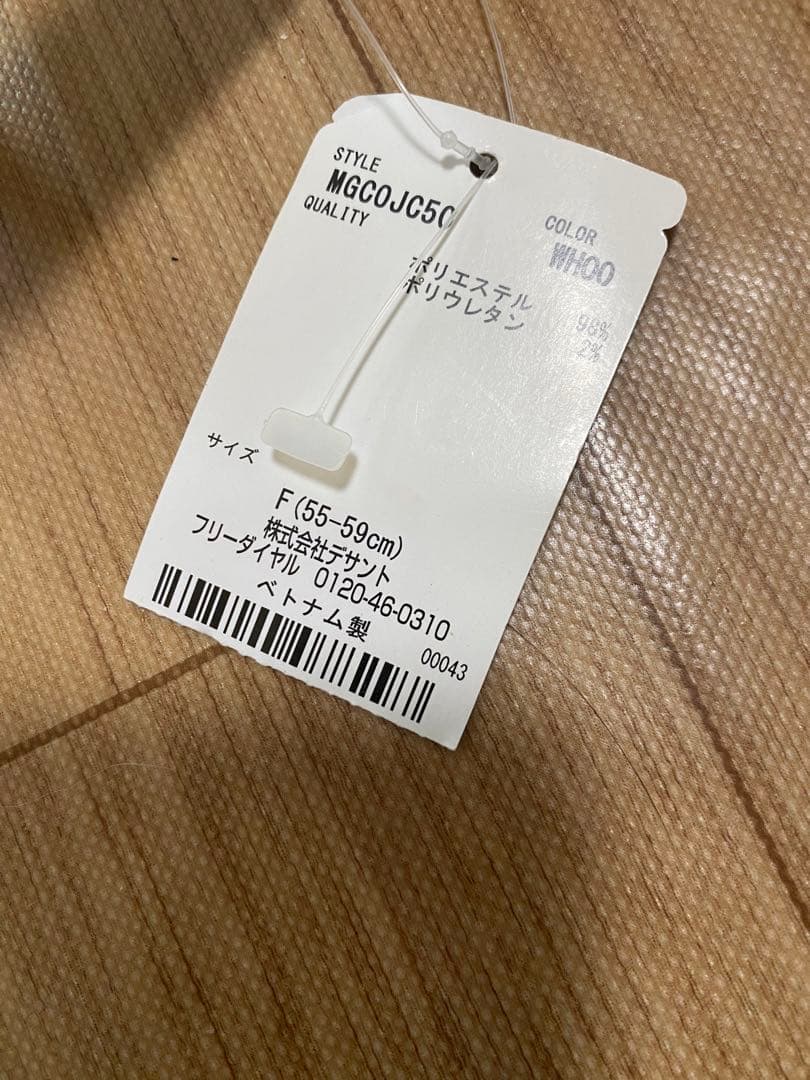 STYLE
MGCOJC50
QUALITY
COLOR
WH00
ポリエステル 98%
ポリウレタン 2%
サイズ
F(55-59cm)
株式会社デサント
フリーダイヤル 0120-46-0310
ベトナム製
00043